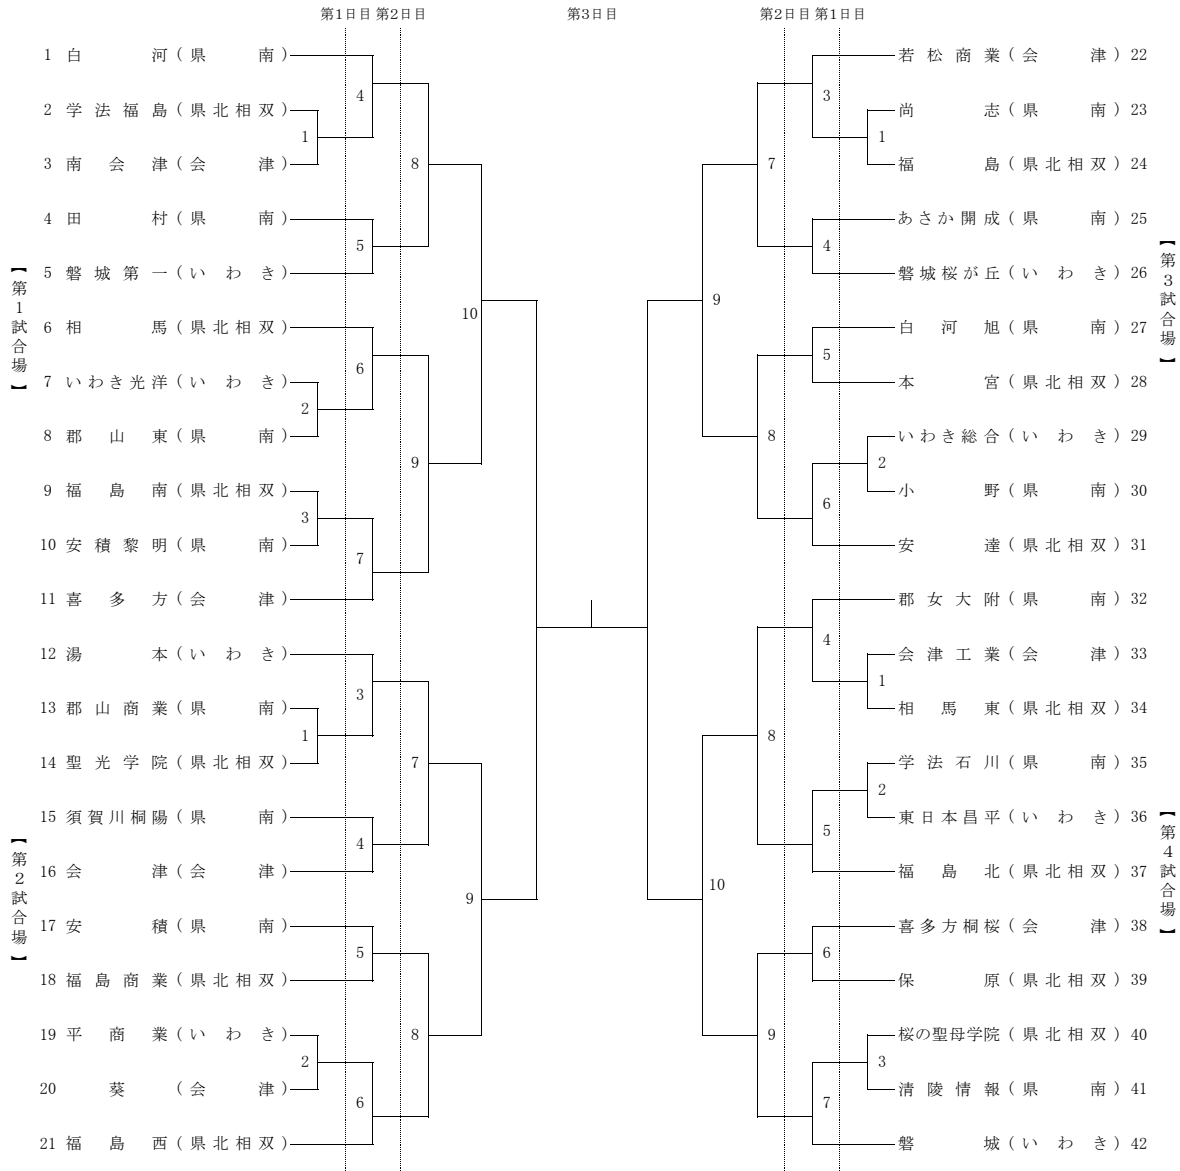 第1日目 第2日目 第3日目 第2日目 第1日目
【第1試合場】
1 白河(県南)
2 学法福島(県北相双)
3 南会津(会津)
4 田村(県南)
5 磐城第一(いわき)
6 相馬(県北相双)
7 いわき光洋(いわき)
8 郡山東(県南)
9 福島南(県北相双)
10 安積黎明(県南)
11 喜多方(会津)
4
1
8
5
10
6
2
9
3
7
【第2試合場】
12 湯本(いわき)
13 郡山商業(県南)
14 聖光学院(県北相双)
15 須賀川桐陽(県南)
16 会津(会津)
17 安積(県南)
18 福島商業(県北相双)
19 平商業(いわき)
20 葵(会津)
21 福島西(県北相双)
3
1
7
4
9
5
8
2
6
【第3試合場】
若松商業(会津)22
尚志(県南)23
福島(県北相双)24
あさか開成(県南)25
磐城桜が丘(いわき)26
白河旭(県南)27
本宮(県北相双)28
いわき総合(いわき)29
小野(県南)30
安達(県北相双)31
3
1
7
4
9
5
8
2
6
【第4試合場】
郡女大附(県南)32
会津工業(会津)33
相馬東(県北相双)34
学法石川(県南)35
東日本昌平(いわき)36
福島北(県北相双)37
喜多方桐桜(会津)38
保原(県北相双)39
桜の聖母学院(県北相双)40
清陵情報(県南)41
磐城(いわき)42
4
1
8
2
5
10
6
9
3
7